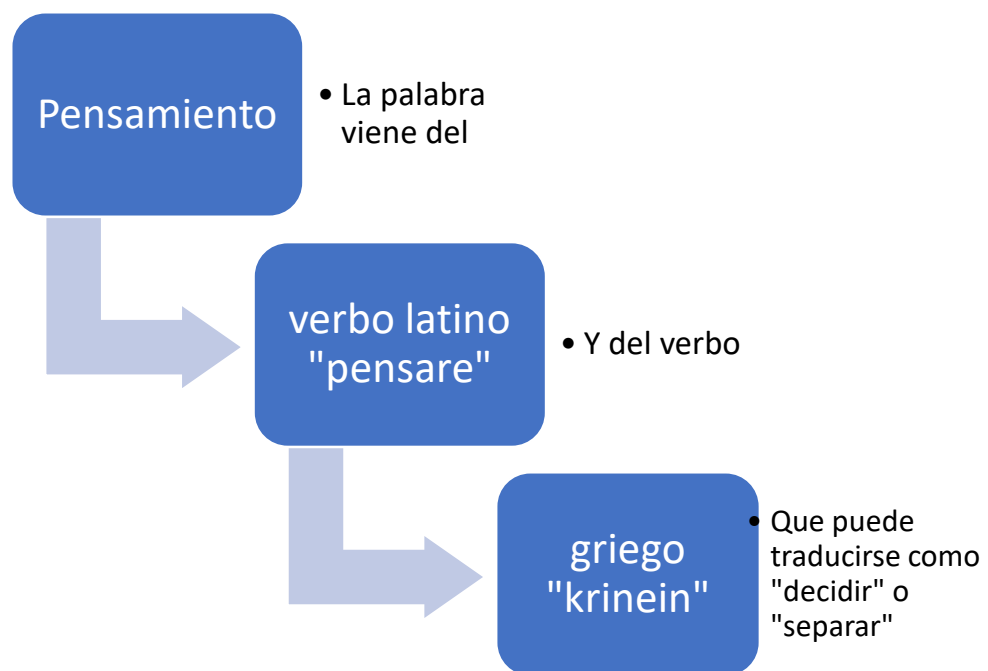 Pensamiento
• La palabra
viene del
verbo latino
"pensare"
• Y del verbo
griego
"krinein"
• Que puede
traducirse como
"decidir" o
"separar"